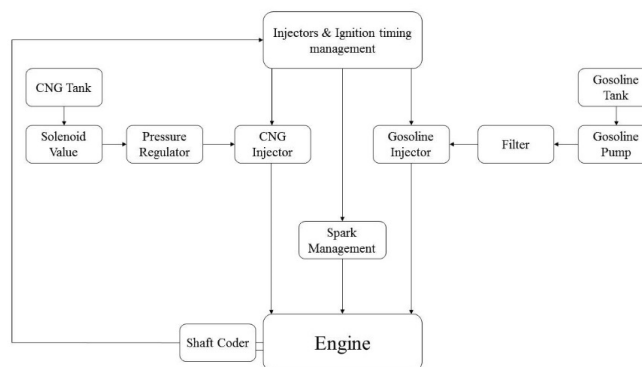 Injectors & Ignition timing
management
CNG Tank
Gosoline
Tank
Solenoid
Value
Pressure
Regulator
CNG
Injector
Gosoline
Injector
Filter
Gosoline
Pump
Spark
Management
Shaft Coder
Engine